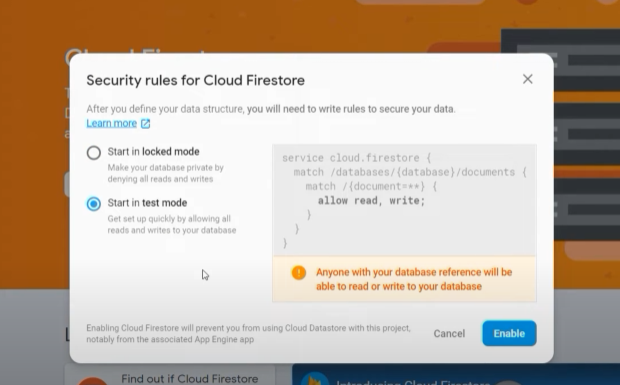 Security rules for Cloud Firestore
After you define your data structure, you will need to write rules to secure your data.
Learn more
Start in locked mode
Make your database private by
denying all reads and writes
Start in test mode
Get set up quickly by allowing all
reads and writes to your database
service cloud.firestore {
match /databases/{database}/documents {
match /{document=**} {
allow read, write;
}
}
}
Anyone with your database reference will be
able to read or write to your database
Enabling Cloud Firestore will prevent you from using Cloud Datastore with this project,
notably from the associated App Engine app
Cancel
Enable
Find out if Cloud Firestore
Introducing Cloud Firestore